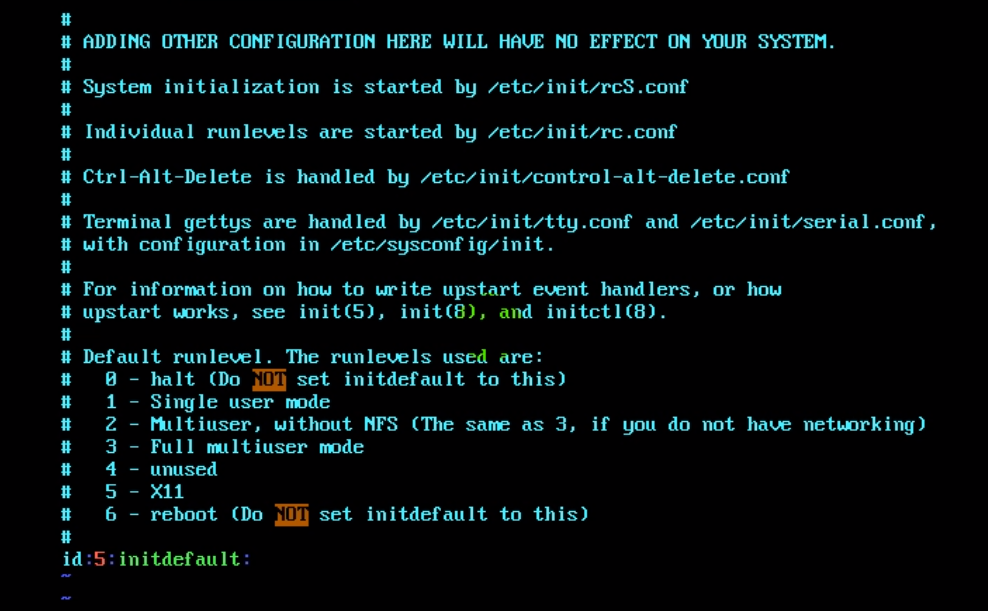 #
# ADDING OTHER CONFIGURATION HERE WILL HAVE NO EFFECT ON YOUR SYSTEM.
#
# System initialization is started by /etc/init/rcS.conf
#
# Individual runlevels are started by /etc/init/rc.conf
#
# Ctrl-Alt-Delete is handled by /etc/init/control-alt-delete.conf
#
# Terminal gettys are handled by /etc/init/tty.conf and /etc/init/serial.conf,
# with configuration in /etc/sysconfig/init.
#
# For information on how to write upstart event handlers, or how
# upstart works, see init(5), init(8), and initctl(8).
#
# Default runlevel. The runlevels used are:
#   0 - halt (Do NOT set initdefault to this)
#   1 - Single user mode
#   2 - Multiuser, without NFS (The same as 3, if you do not have networking)
#   3 - Full multiuser mode
#   4 - unused
#   5 - X11
#   6 - reboot (Do NOT set initdefault to this)
#
id:5:initdefault:
~
~